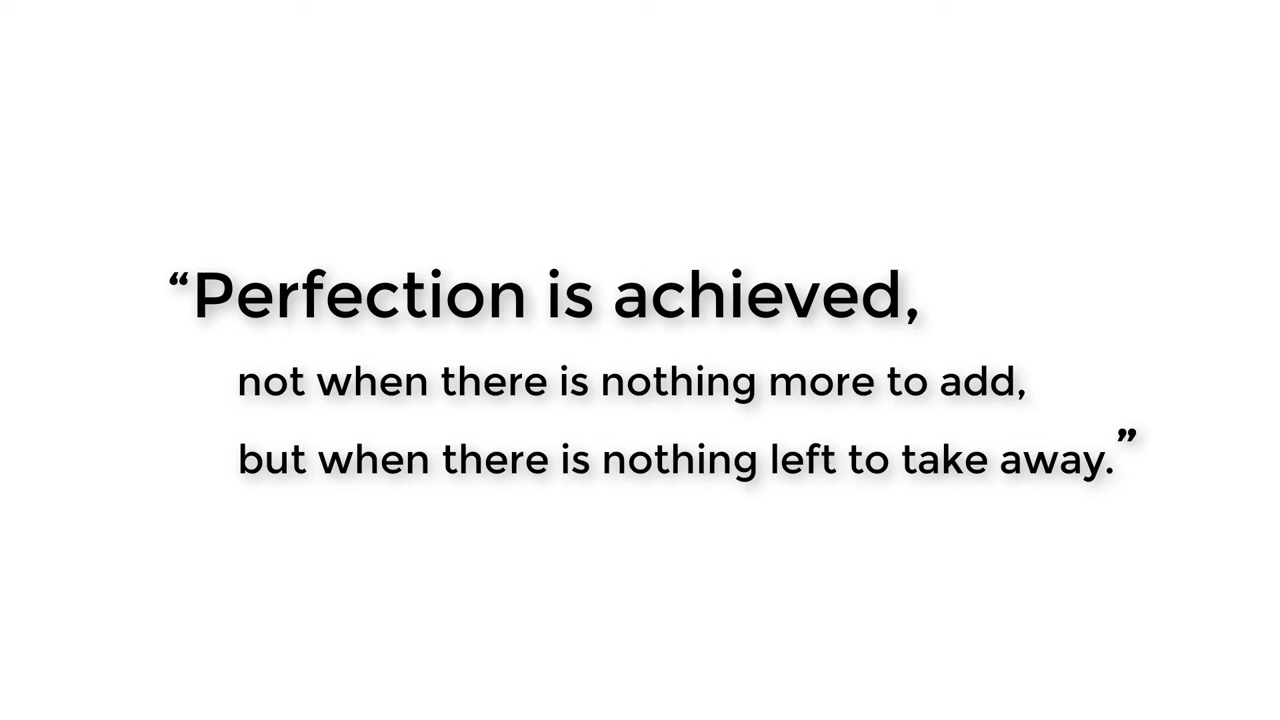 “Perfection is achieved,
not when there is nothing more to add,
but when there is nothing left to take away.”